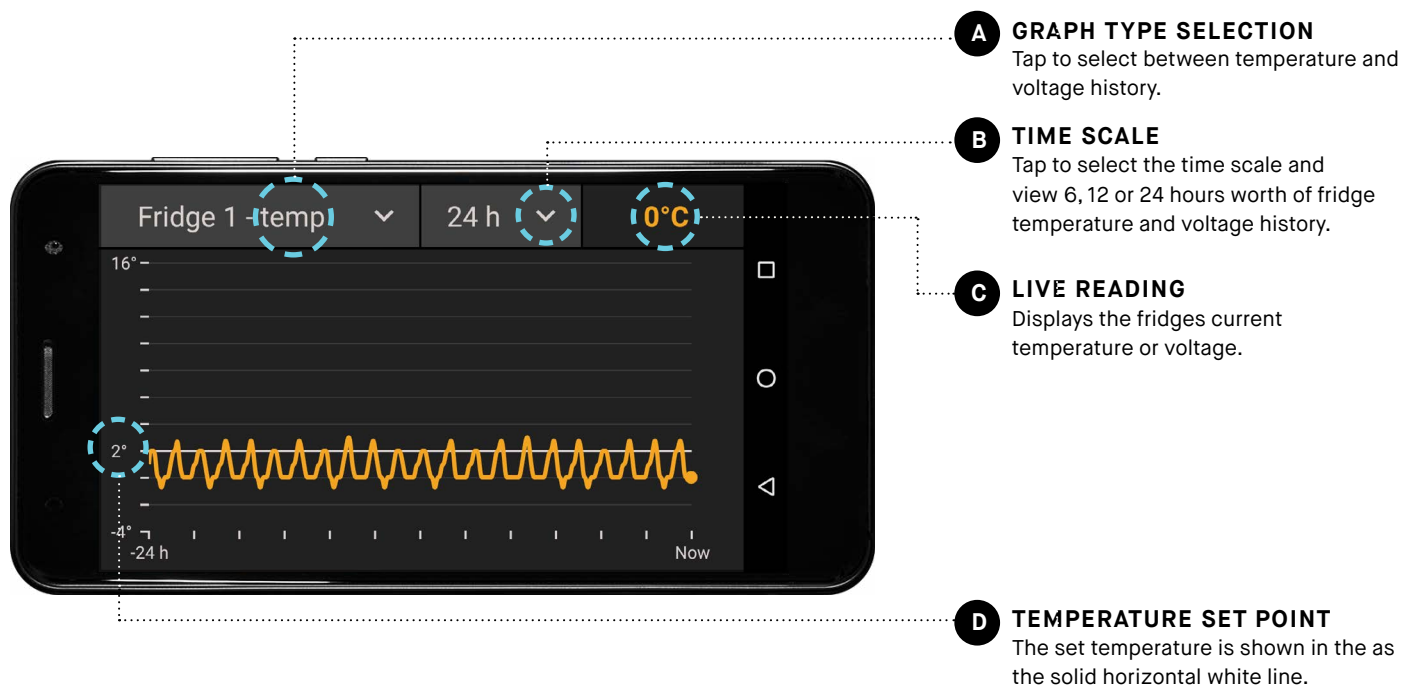 A GRAPH TYPE SELECTION
Tap to select between temperature and
voltage history.
B TIME SCALE
Tap to select the time scale and
view 6, 12 or 24 hours worth of fridge
temperature and voltage history.
Fridge 1 - temp 24 h 0°C
C LIVE READING
Displays the fridges current
temperature or voltage.
16°
2°
-4°
-24 h Now
D TEMPERATURE SET POINT
The set temperature is shown in the as
the solid horizontal white line.